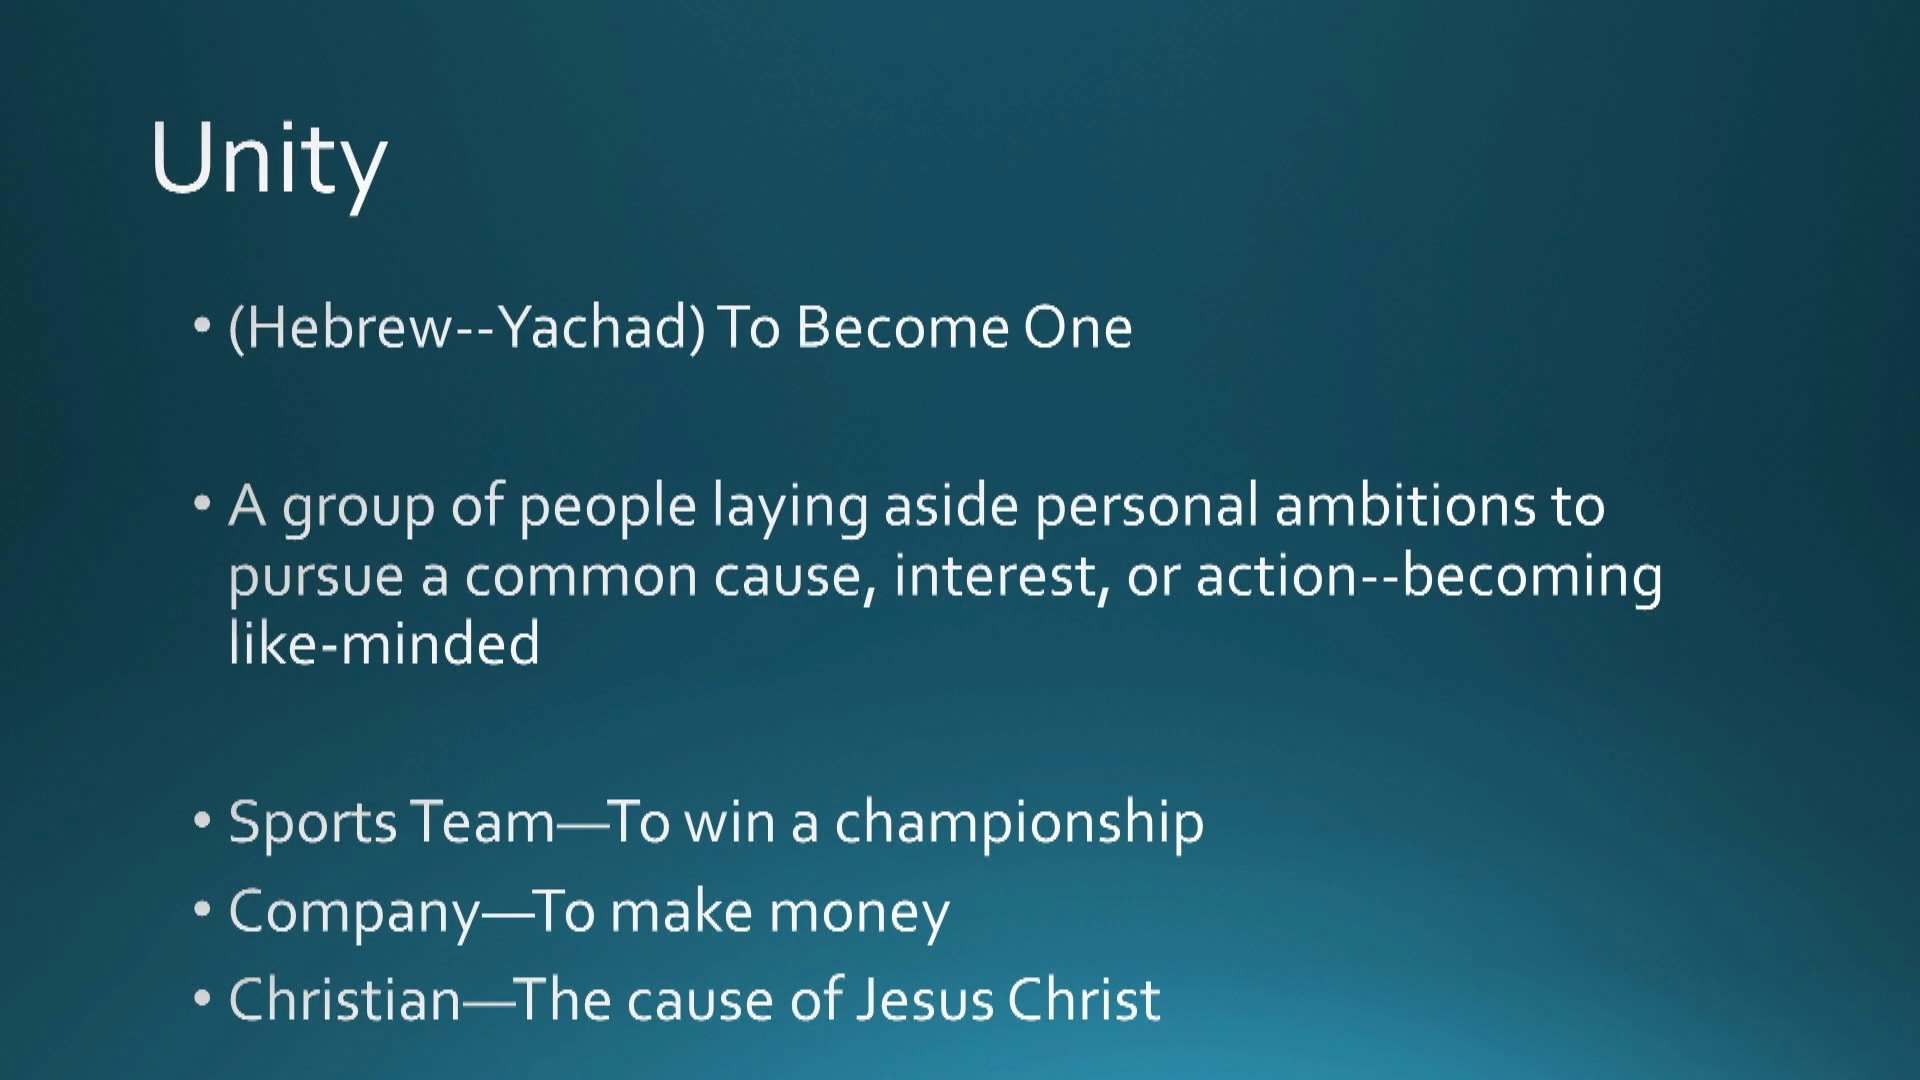 Unity
• (Hebrew--Yachad) To Become One
• A group of people laying aside personal ambitions to
pursue a common cause, interest, or action--becoming
like-minded
• Sports Team—To win a championship
• Company—To make money
• Christian—The cause of Jesus Christ